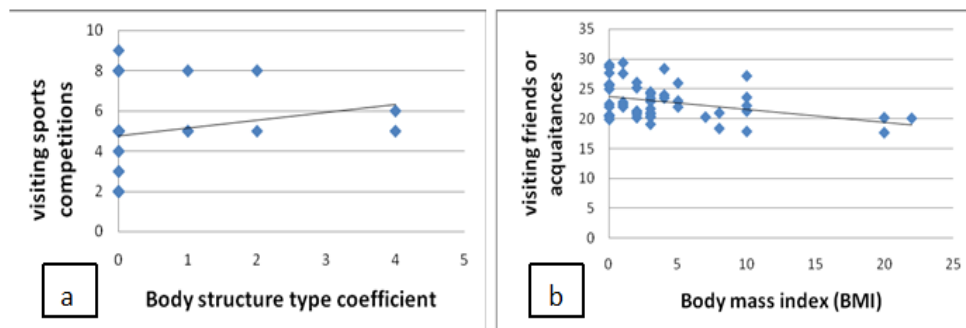 10
8
6
4
2
0
visiting sports
competitions
0 1 2 3 4 5
Body structure type coefficient
a
35
30
25
20
15
10
5
0
visiting friends or
acquaitances
0 5 10 15 20 25
Body mass index (BMI)
b